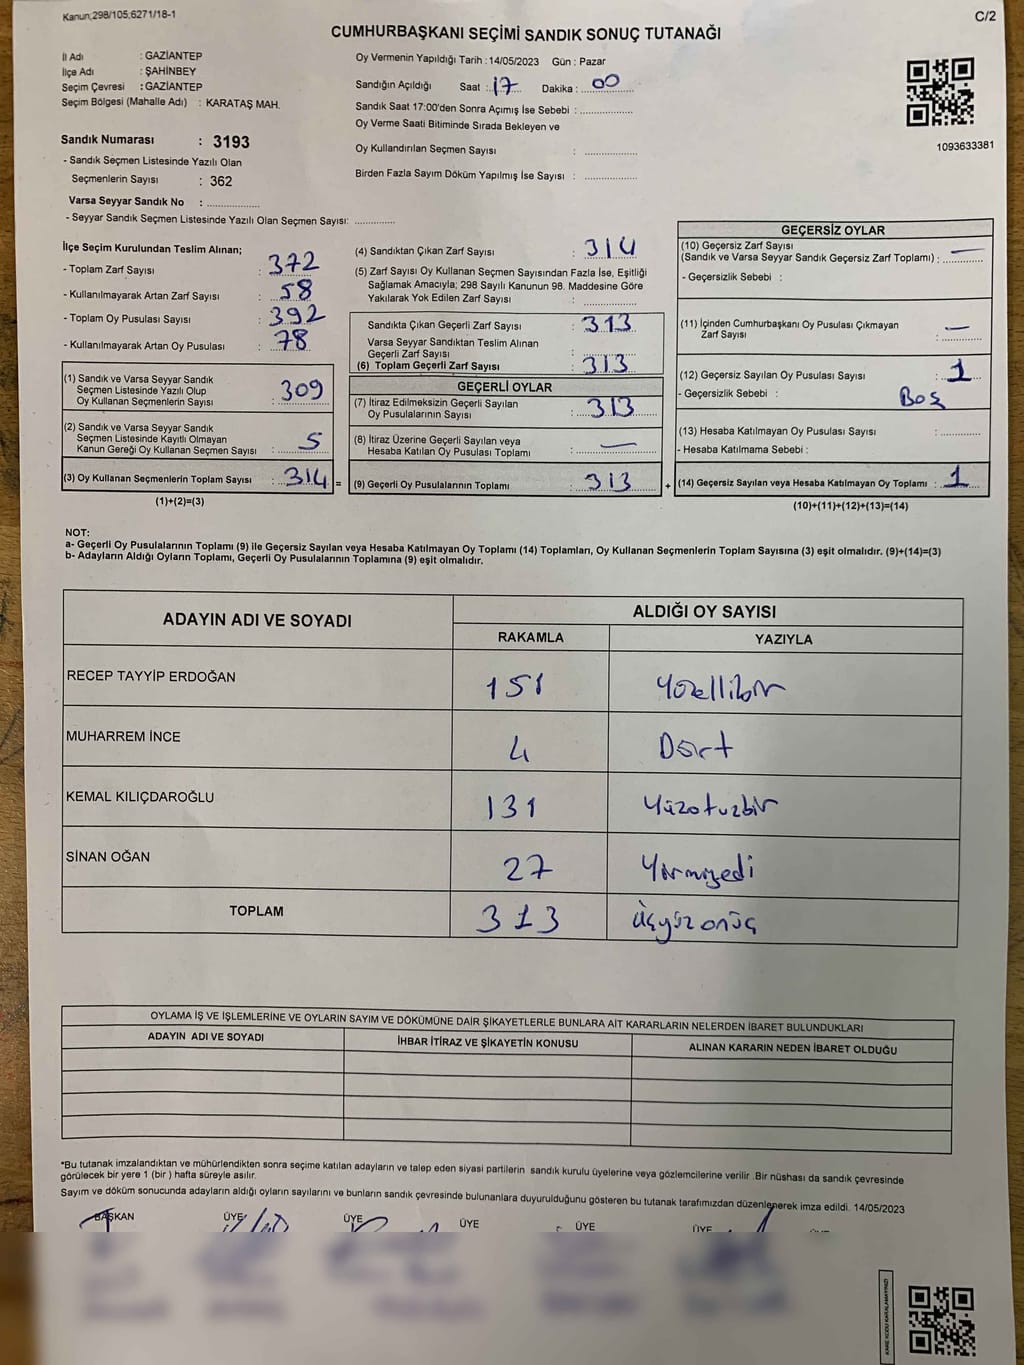 Kanun;298/105;6271/18-1
C/2
CUMHURBAŞKANI SEÇİMİ SANDIK SONUÇ TUTANAĞI
İl Adı : GAZİANTEP
İlçe Adı : ŞAHİNBEY
Seçim Çevresi : GAZİANTEP
Seçim Bölgesi (Mahalle Adı) : KARATAŞ MAH.
Sandık Numarası : 3193
- Sandık Seçmen Listesinde Yazılı Olan
Seçmenlerin Sayısı : 362
Varsa Seyyar Sandık No : ..............
- Seyyar Sandık Seçmen Listesinde Yazılı Olan Seçmen Sayısı: ............
Oy Vermenin Yapıldığı Tarih : 14/05/2023 Gün : Pazar
Sandığın Açıldığı Saat : 17 Dakika : 00
Sandık Saat 17:00'den Sonra Açımış İse Sebebi : ..............
Oy Verme Saati Bitiminde Sırada Bekleyen ve
Oy Kullandırılan Seçmen Sayısı : ..............
Birden Fazla Sayım Döküm Yapılmış İse Sayısı : ..............
1093633381
İlçe Seçim Kurulundan Teslim Alınan;
- Toplam Zarf Sayısı : 372
- Kullanılmayarak Artan Zarf Sayısı : 58
- Toplam Oy Pusulası Sayısı : 392
- Kullanılmayarak Artan Oy Pusulası : 78
(1) Sandık ve Varsa Seyyar Sandık
Seçmen Listesinde Yazılı Olup
Oy Kullanan Seçmenlerin Sayısı : 309
(2) Sandık ve Varsa Seyyar Sandık
Seçmen Listesinde Kayıtlı Olmayan
Kanun Gereği Oy Kullanan Seçmen Sayısı : 5
(3) Oy Kullanan Seçmenlerin Toplam Sayısı : 314 =
(1)+(2)=(3)
(4) Sandıktan Çıkan Zarf Sayısı : 314
(5) Zarf Sayısı Oy Kullanan Seçmen Sayısından Fazla İse, Eşitliği
Sağlamak Amacıyla; 298 Sayılı Kanunun 98. Maddesine Göre
Yakılarak Yok Edilen Zarf Sayısı : ..............
Sandıkta Çıkan Geçerli Zarf Sayısı : 313
Varsa Seyyar Sandıktan Teslim Alınan
Geçerli Zarf Sayısı : ..............
(6) Toplam Geçerli Zarf Sayısı : 313
GEÇERLİ OYLAR
(7) İtiraz Edilmeksizin Geçerli Sayılan
Oy Pusulalarının Sayısı : 313
(8) İtiraz Üzerine Geçerli Sayılan veya
Hesaba Katılan Oy Pusulası Toplamı : —
(9) Geçerli Oy Pusulalarının Toplamı : 313 +
GEÇERSİZ OYLAR
(10) Geçersiz Zarf Sayısı
(Sandık ve Varsa Seyyar Sandık Geçersiz Zarf Toplamı) : —
- Geçersizlik Sebebi :
(11) İçinden Cumhurbaşkanı Oy Pusulası Çıkmayan
Zarf Sayısı : —
(12) Geçersiz Sayılan Oy Pusulası Sayısı : 1
- Geçersizlik Sebebi : Boş
(13) Hesaba Katılmayan Oy Pusulası Sayısı : ..............
- Hesaba Katılmama Sebebi :
(14) Geçersiz Sayılan veya Hesaba Katılmayan Oy Toplamı : 1
(10)+(11)+(12)+(13)=(14)
NOT:
a- Geçerli Oy Pusulalarının Toplamı (9) ile Geçersiz Sayılan veya Hesaba Katılmayan Oy Toplamı (14) Toplamları, Oy Kullanan Seçmenlerin Toplam Sayısına (3) eşit olmalıdır. (9)+(14)=(3)
b- Adayların Aldığı Oyların Toplamı, Geçerli Oy Pusulalarının Toplamına (9) eşit olmalıdır.
ADAYIN ADI VE SOYADI
ALDIĞI OY SAYISI
RAKAMLA YAZIYLA
RECEP TAYYİP ERDOĞAN 151 Yüzellibir
MUHARREM İNCE 4 Dört
KEMAL KILIÇDAROĞLU 131 Yüzotuzbir
SİNAN OĞAN 27 Yirmiyedi
TOPLAM 313 Üçyüzonüç
OYLAMA İŞ VE İŞLEMLERİNE VE OYLARIN SAYIM VE DÖKÜMÜNE DAİR ŞİKAYETLERLE BUNLARA AİT KARARLARIN NELERDEN İBARET BULUNDUKLARI
ADAYIN ADI VE SOYADI İHBAR İTİRAZ VE ŞİKAYETİN KONUSU ALINAN KARARIN NEDEN İBARET OLDUĞU
*Bu tutanak imzalandıktan ve mühürlendikten sonra seçime katılan adayların ve talep eden siyasi partilerin sandık kurulu üyelerine veya gözlemcilerine verilir. Bir nüshası da sandık çevresinde
görülecek bir yere 1 (bir) hafta süreyle asılır.
Sayım ve döküm sonucunda adayların aldığı oyların sayılarını ve bunların sandık çevresinde bulunanlara duyurulduğunu gösteren bu tutanak tarafımızdan düzenlenerek imza edildi. 14/05/2023
BAŞKAN ÜYE ÜYE ÜYE ÜYE ÜYE
KARE KODU KARALAMAYINIZ!